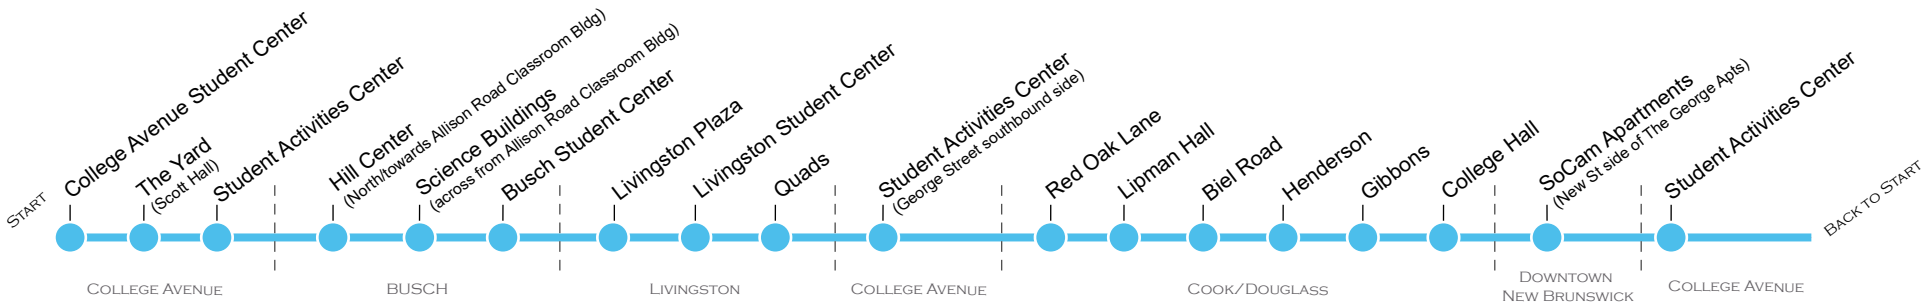 START
College Avenue Student Center
The Yard
(Scott Hall)
Student Activities Center
Hill Center
(North/towards Allison Road Classroom Bldg)
Science Buildings
(across from Allison Road Classroom Bldg)
Busch Student Center
Livingston Plaza
Livingston Student Center
Quads
Student Activities Center
(George Street southbound side)
Red Oak Lane
Lipman Hall
Biel Road
Henderson
Gibbons
College Hall
SoCam Apartments
(New St side of The George Apts)
Student Activities Center
BACK TO START
COLLEGE AVENUE
BUSCH
LIVINGSTON
COLLEGE AVENUE
COOK/DOUGLASS
DOWNTOWN
NEW BRUNSWICK
COLLEGE AVENUE